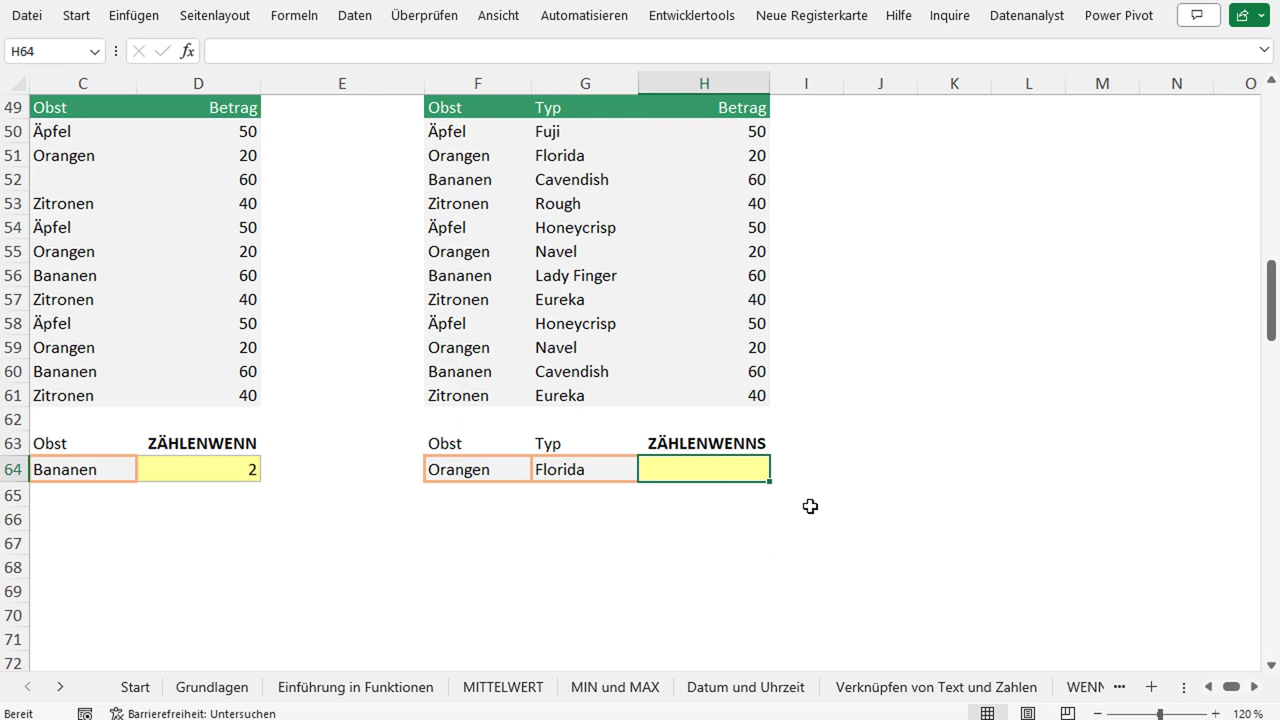 Datei Start Einfügen Seitenlayout Formeln Daten Überprüfen Ansicht Automatisieren Entwicklertools Neue Registerkarte Hilfe Inquire Datenanalyst Power Pivot
H64 fx
C D E F G H I J K L M N O
49 Obst Betrag Obst Typ Betrag
50 Äpfel 50 Äpfel Fuji 50
51 Orangen 20 Orangen Florida 20
52 60 Bananen Cavendish 60
53 Zitronen 40 Zitronen Rough 40
54 Äpfel 50 Äpfel Honeycrisp 50
55 Orangen 20 Orangen Navel 20
56 Bananen 60 Bananen Lady Finger 60
57 Zitronen 40 Zitronen Eureka 40
58 Äpfel 50 Äpfel Honeycrisp 50
59 Orangen 20 Orangen Navel 20
60 Bananen 60 Bananen Cavendish 60
61 Zitronen 40 Zitronen Eureka 40
62
63 Obst ZÄHLENWENN Obst Typ ZÄHLENWENNS
64 Bananen 2 Orangen Florida
65
66
67
68
69
70
71
72
Start Grundlagen Einführung in Funktionen MITTELWERT MIN und MAX Datum und Uhrzeit Verknüpfen von Text und Zahlen WENN ...
Bereit Barrierefreiheit: Untersuchen 120 %